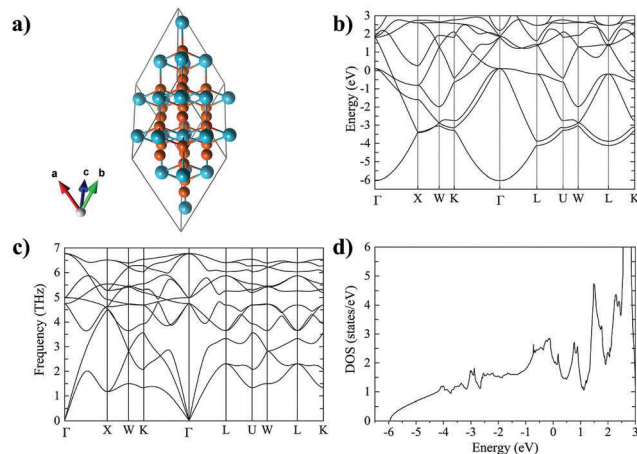 a)
a
c
b
b)
Energy (eV)
3
2
1
0
-1
-2
-3
-4
-5
-6
Γ X W K Γ L U W L K
c)
Frequency (THz)
7
6
5
4
3
2
1
0
Γ X W K Γ L U W L K
d)
DOS (states/eV)
6
5
4
3
2
1
0
-6 -5 -4 -3 -2 -1 0 1 2 3
Energy (eV)